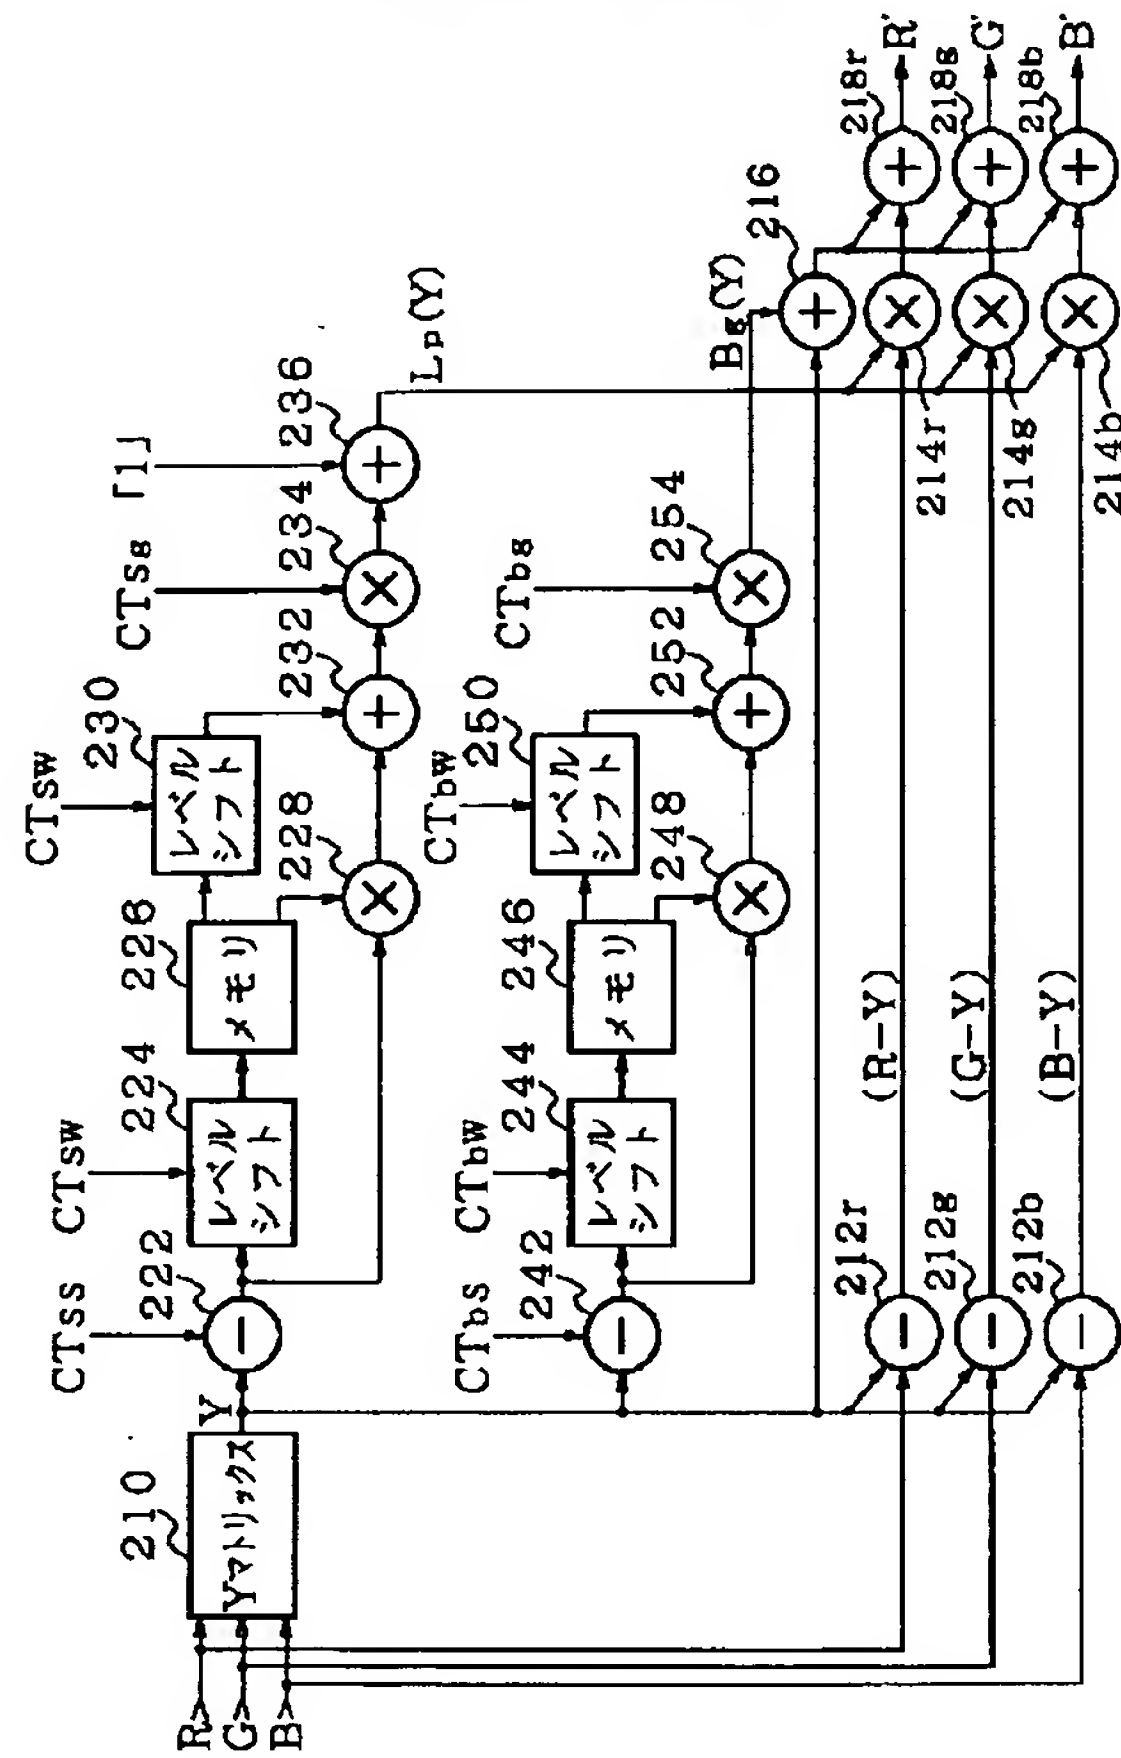 CTsw
230
CTss
222
CTsw
224
226
レベル
シフト
228
232
CTsg
234
「1」
236
Lp(Y)
210
Y
レベル
シフト
メモリ
R
G
B
Yマトリックス
CTbs
242
CTbw
244
246
CTbw
250
レベル
シフト
248
252
CTbg
254
Bg(Y)
216
レベル
シフト
メモリ
212r
(R-Y)
214r
218r
R'
212g
(G-Y)
214g
218g
G'
212b
(B-Y)
214b
218b
B'